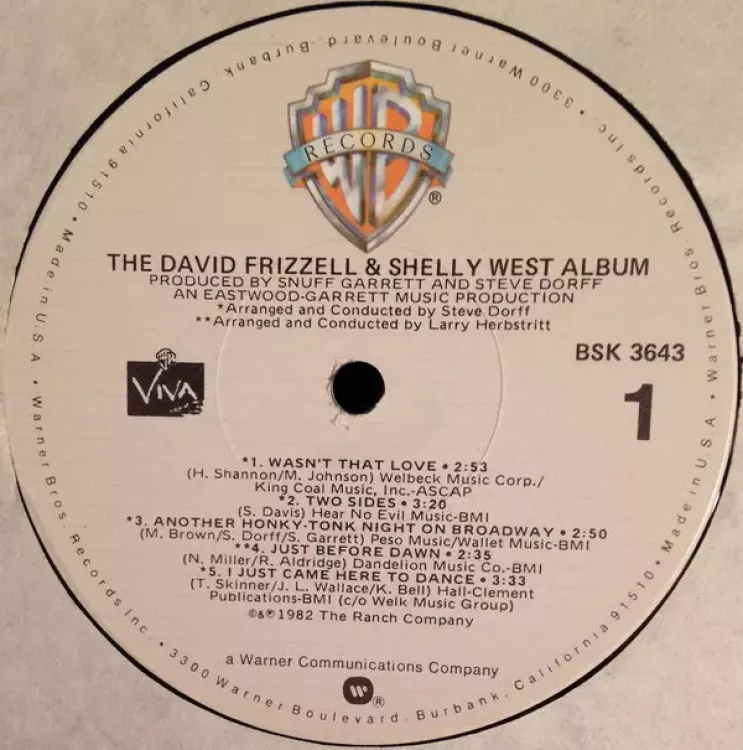 Warner Bros. Records Inc. • 3300 Warner Boulevard, Burbank, California 91510 • Made in U.S.A. • Warner Bros. Records Inc. • 3300 Warner Boulevard, Burbank, California 91510 • Made in U.S.A. •
WB
RECORDS
®
THE DAVID FRIZZELL & SHELLY WEST ALBUM
PRODUCED BY SNUFF GARRETT AND STEVE DORFF
AN EASTWOOD-GARRETT MUSIC PRODUCTION
*Arranged and Conducted by Steve Dorff
**Arranged and Conducted by Larry Herbstritt
BSK 3643
VIVA
1
*1. WASN'T THAT LOVE • 2:53
(H. Shannon/M. Johnson) Welbeck Music Corp./
King Coal Music, Inc.-ASCAP
*2. TWO SIDES • 3:20
(S. Davis) Hear No Evil Music-BMI
*3. ANOTHER HONKY-TONK NIGHT ON BROADWAY • 2:50
(M. Brown/S. Dorff/S. Garrett) Peso Music/Wallet Music-BMI
**4. JUST BEFORE DAWN • 2:35
(N. Miller/R. Aldridge) Dandelion Music Co.-BMI
*5. I JUST CAME HERE TO DANCE • 3:33
(T. Skinner/J. L. Wallace/K. Bell) Hall-Clement
Publications-BMI (c/o Welk Music Group)
©&℗1982 The Ranch Company
a Warner Communications Company
®